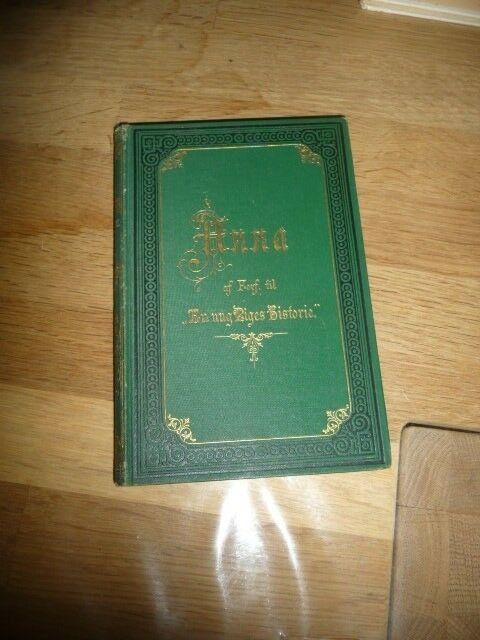 Anna
af Forf. til
„En ung Piges Historie."